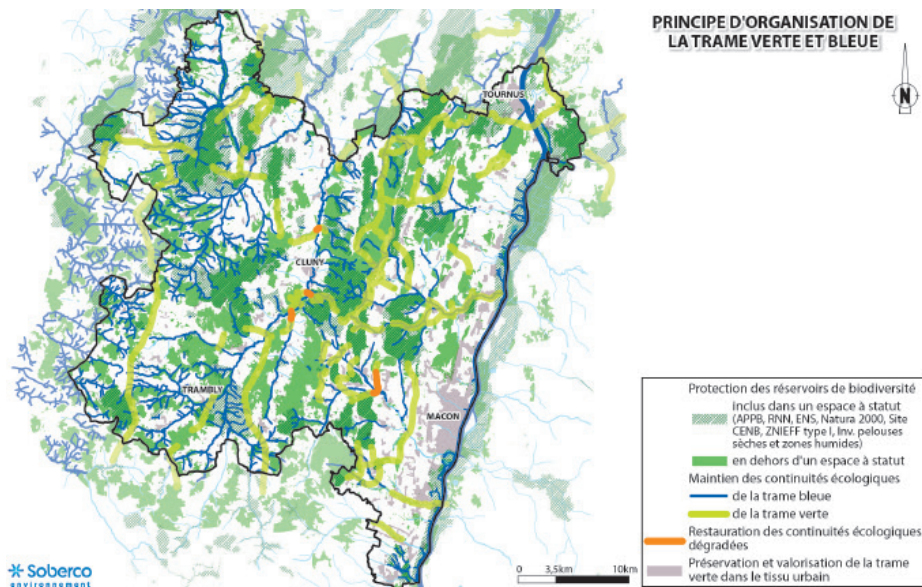 PRINCIPE D'ORGANISATION DE
LA TRAME VERTE ET BLEUE
N
TOURNUS
CLUNY
TRAMBLY
MACON
Protection des réservoirs de biodiversité
Inclus dans un espace à statut
(APPB, RNN, ENS, Natura 2000, Site
CENB, ZNIEFF type I, Inv. pelouses
sèches et zones humides)
en dehors d'un espace à statut
Maintien des continuités écologiques
de la trame bleue
de la trame verte
Restauration des continuités écologiques
dégradées
Préservation et valorisation de la trame
verte dans le tissu urbain
0 3,5km 10km
Soberco
environnement